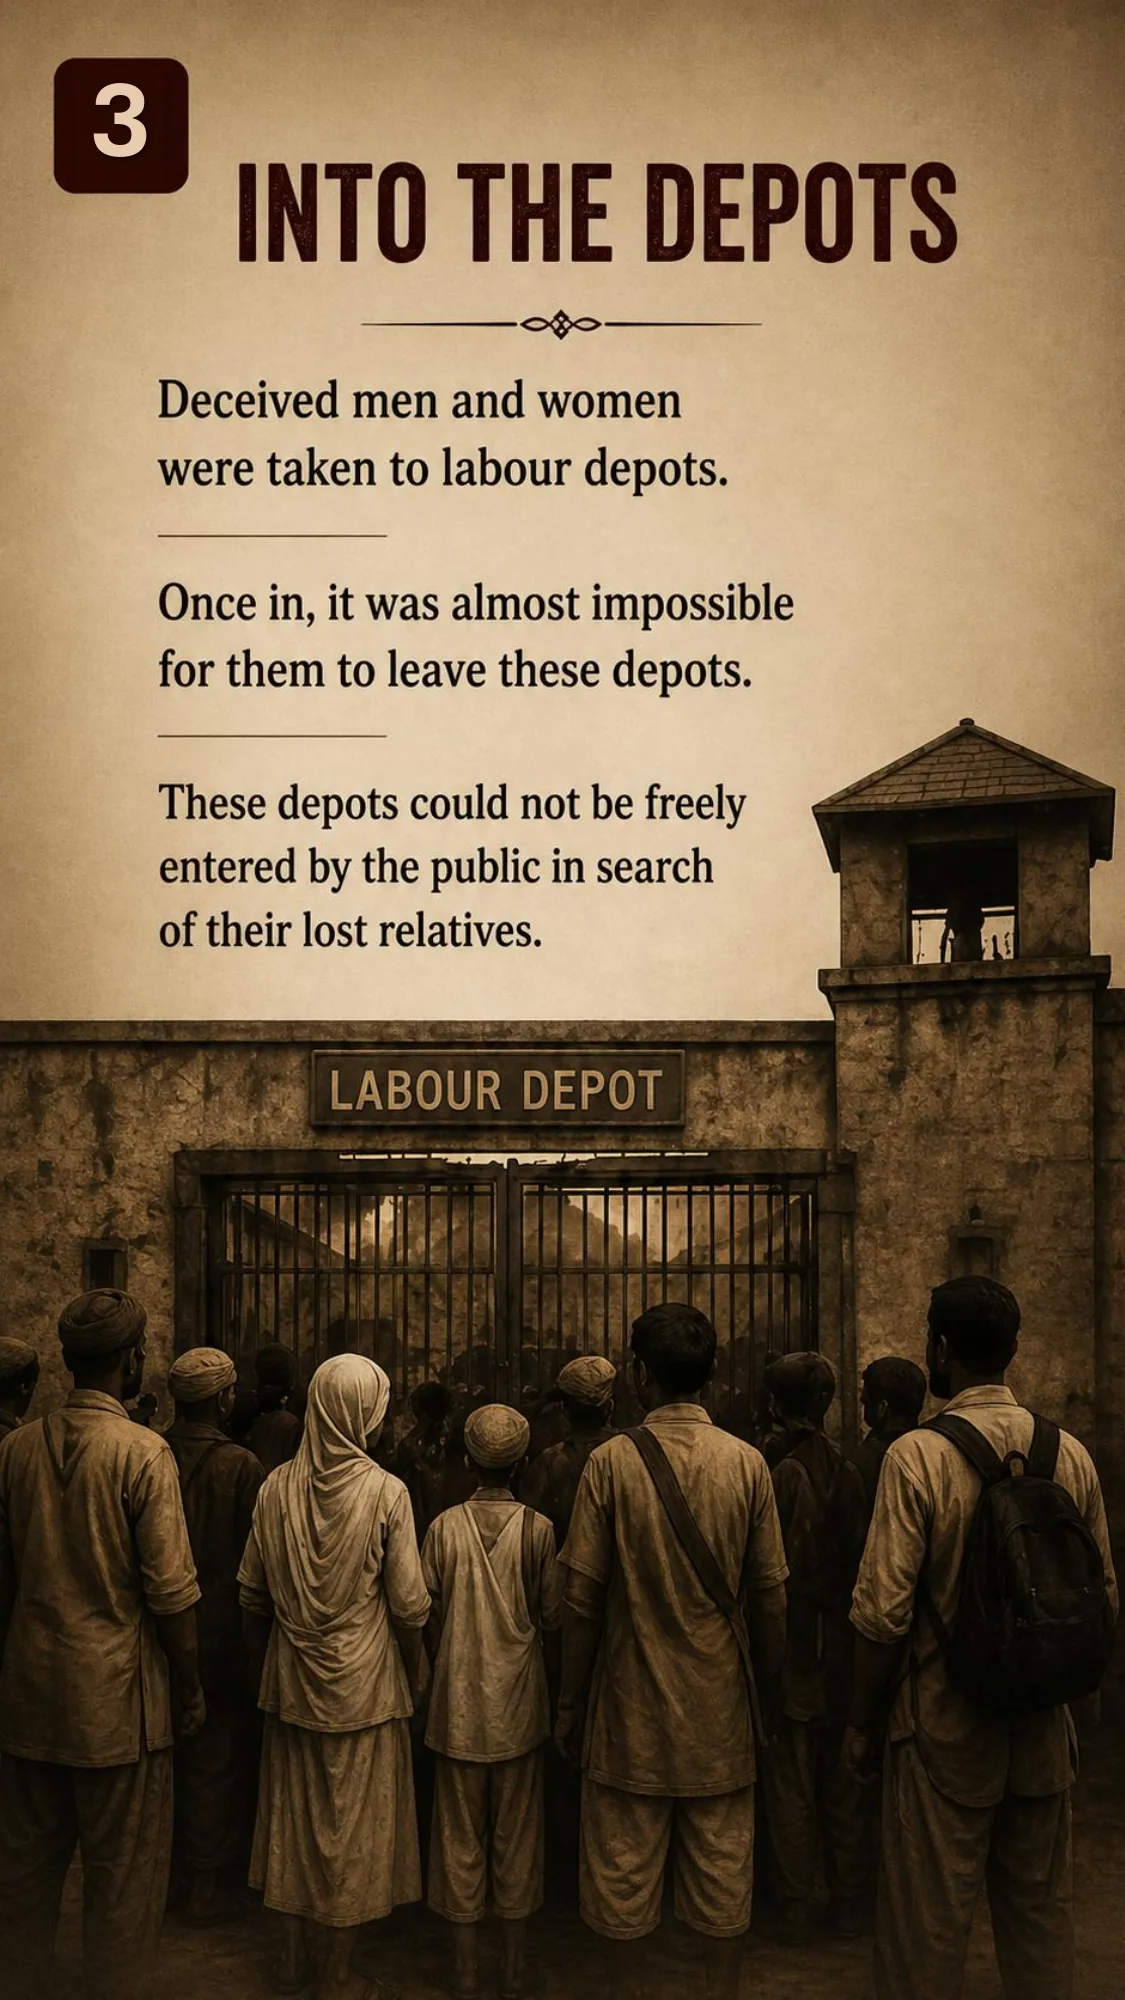 3
INTO THE DEPOTS
Deceived men and women
were taken to labour depots.
Once in, it was almost impossible
for them to leave these depots.
These depots could not be freely
entered by the public in search
of their lost relatives.
LABOUR DEPOT